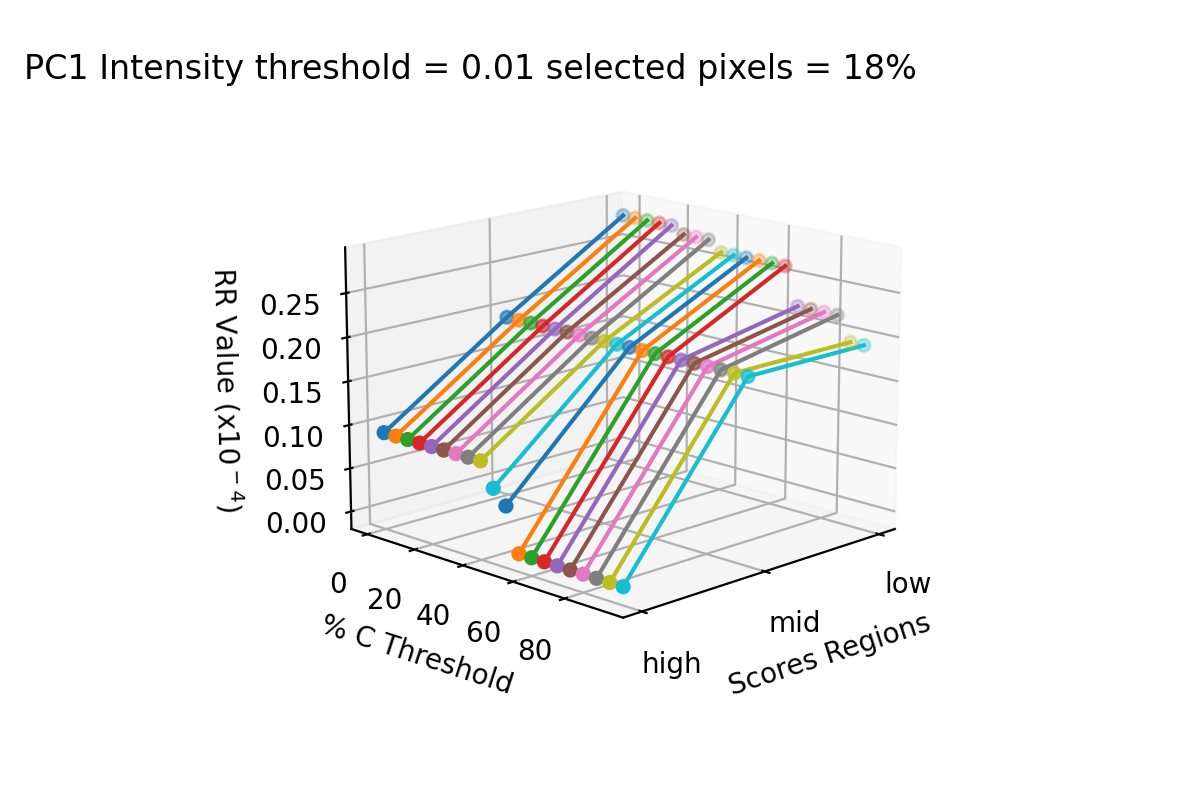 PC1 Intensity threshold = 0.01 selected pixels = 18%
RR Value (x10⁻⁴)
0.25
0.20
0.15
0.10
0.05
0.00
0
20
40
60
80
% C Threshold
high
mid
low
Scores Regions